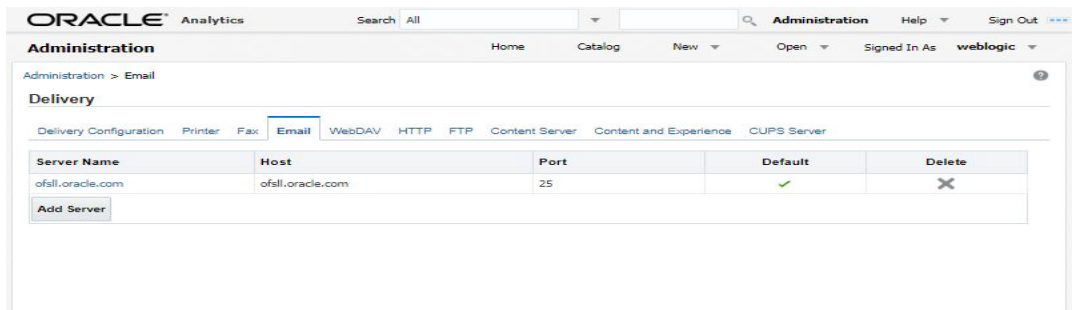 ORACLE Analytics Search All Administration Help Sign Out
Administration Home Catalog New Open Signed In As weblogic
Administration > Email
Delivery
Delivery Configuration Printer Fax Email WebDAV HTTP FTP Content Server Content and Experience CUPS Server
Server Name Host Port Default Delete
ofsll.oracle.com ofsll.oracle.com 25
Add Server